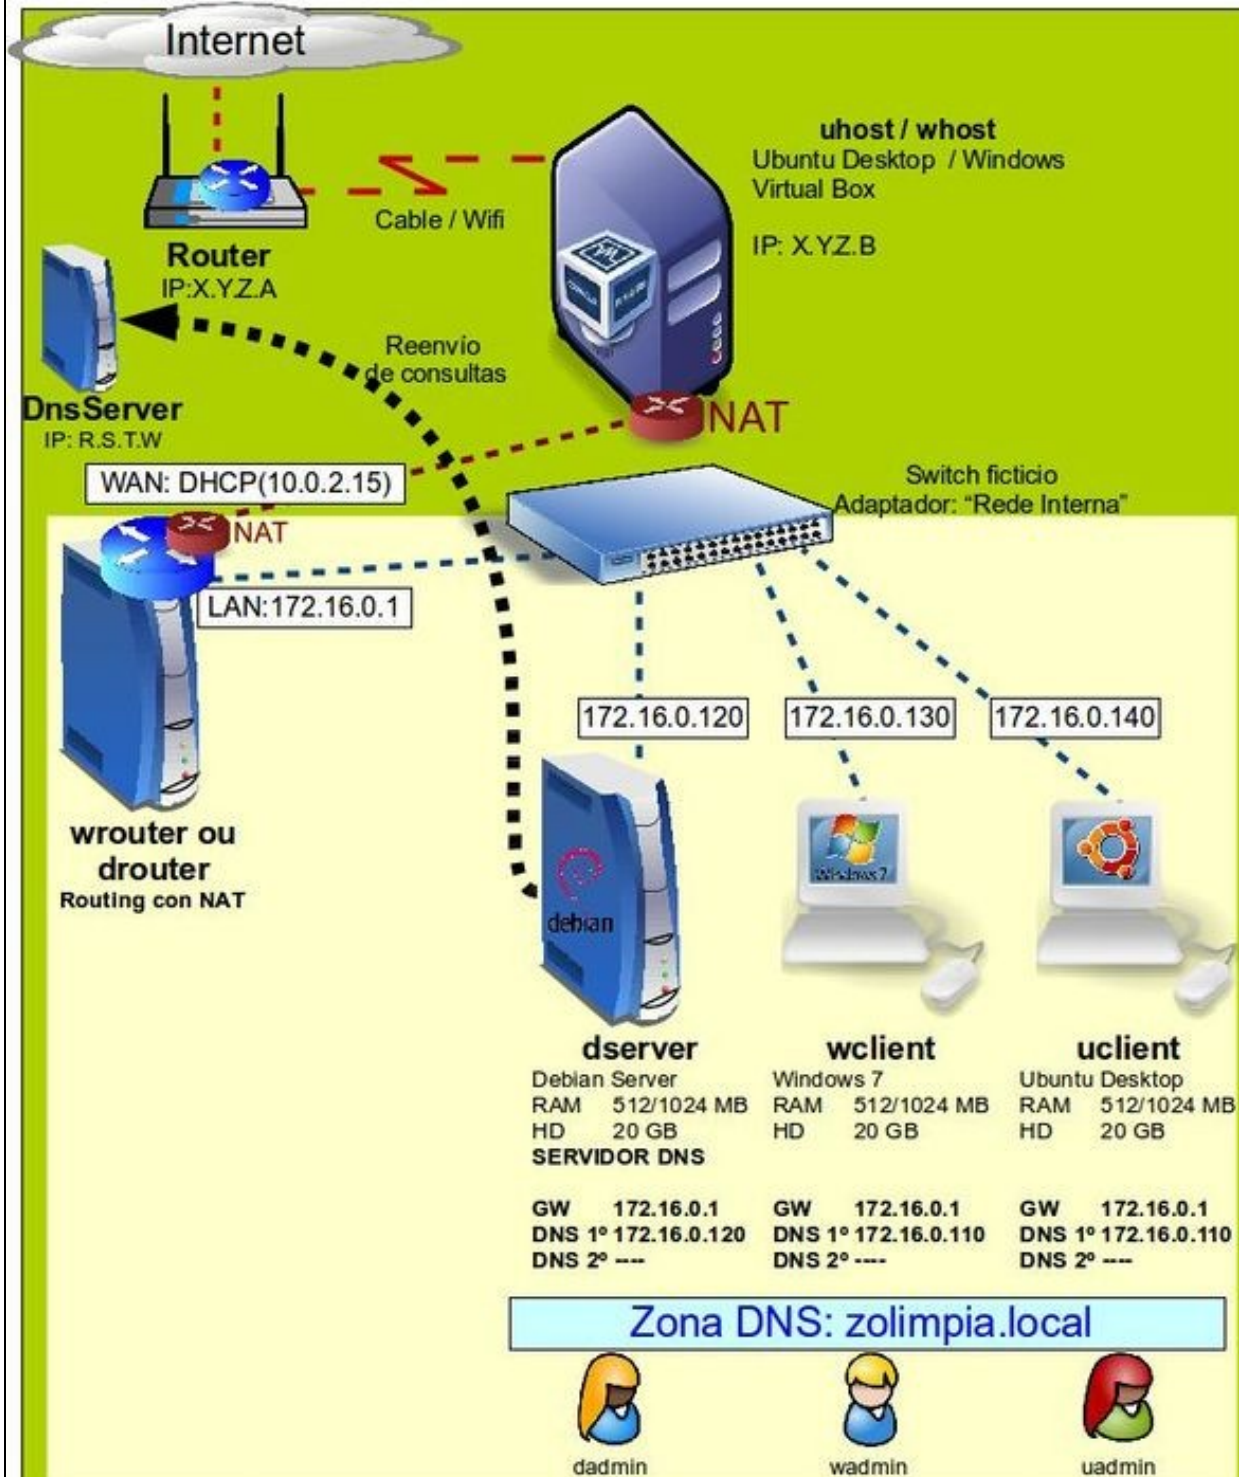 Internet
uhost / whost
Ubuntu Desktop / Windows
Virtual Box
IP: X.Y.Z.B
Cable / Wifi
Router
IP:X.Y.Z.A
Reenvío
de consultas
DnsServer
IP: R.S.T.W
NAT
WAN: DHCP(10.0.2.15)
Switch ficticio
Adaptador: “Rede Interna”
NAT
LAN:172.16.0.1
172.16.0.120
172.16.0.130
172.16.0.140
wrouter ou
drouter
Routing con NAT
debian
Windows 7
dserver
Debian Server
RAM 512/1024 MB
HD 20 GB
SERVIDOR DNS
GW 172.16.0.1
DNS 1º 172.16.0.120
DNS 2º ----
wclient
Windows 7
RAM 512/1024 MB
HD 20 GB
GW 172.16.0.1
DNS 1º 172.16.0.110
DNS 2º ----
uclient
Ubuntu Desktop
RAM 512/1024 MB
HD 20 GB
GW 172.16.0.1
DNS 1º 172.16.0.110
DNS 2º ----
Zona DNS: zolimpia.local
dadmin
wadmin
uadmin